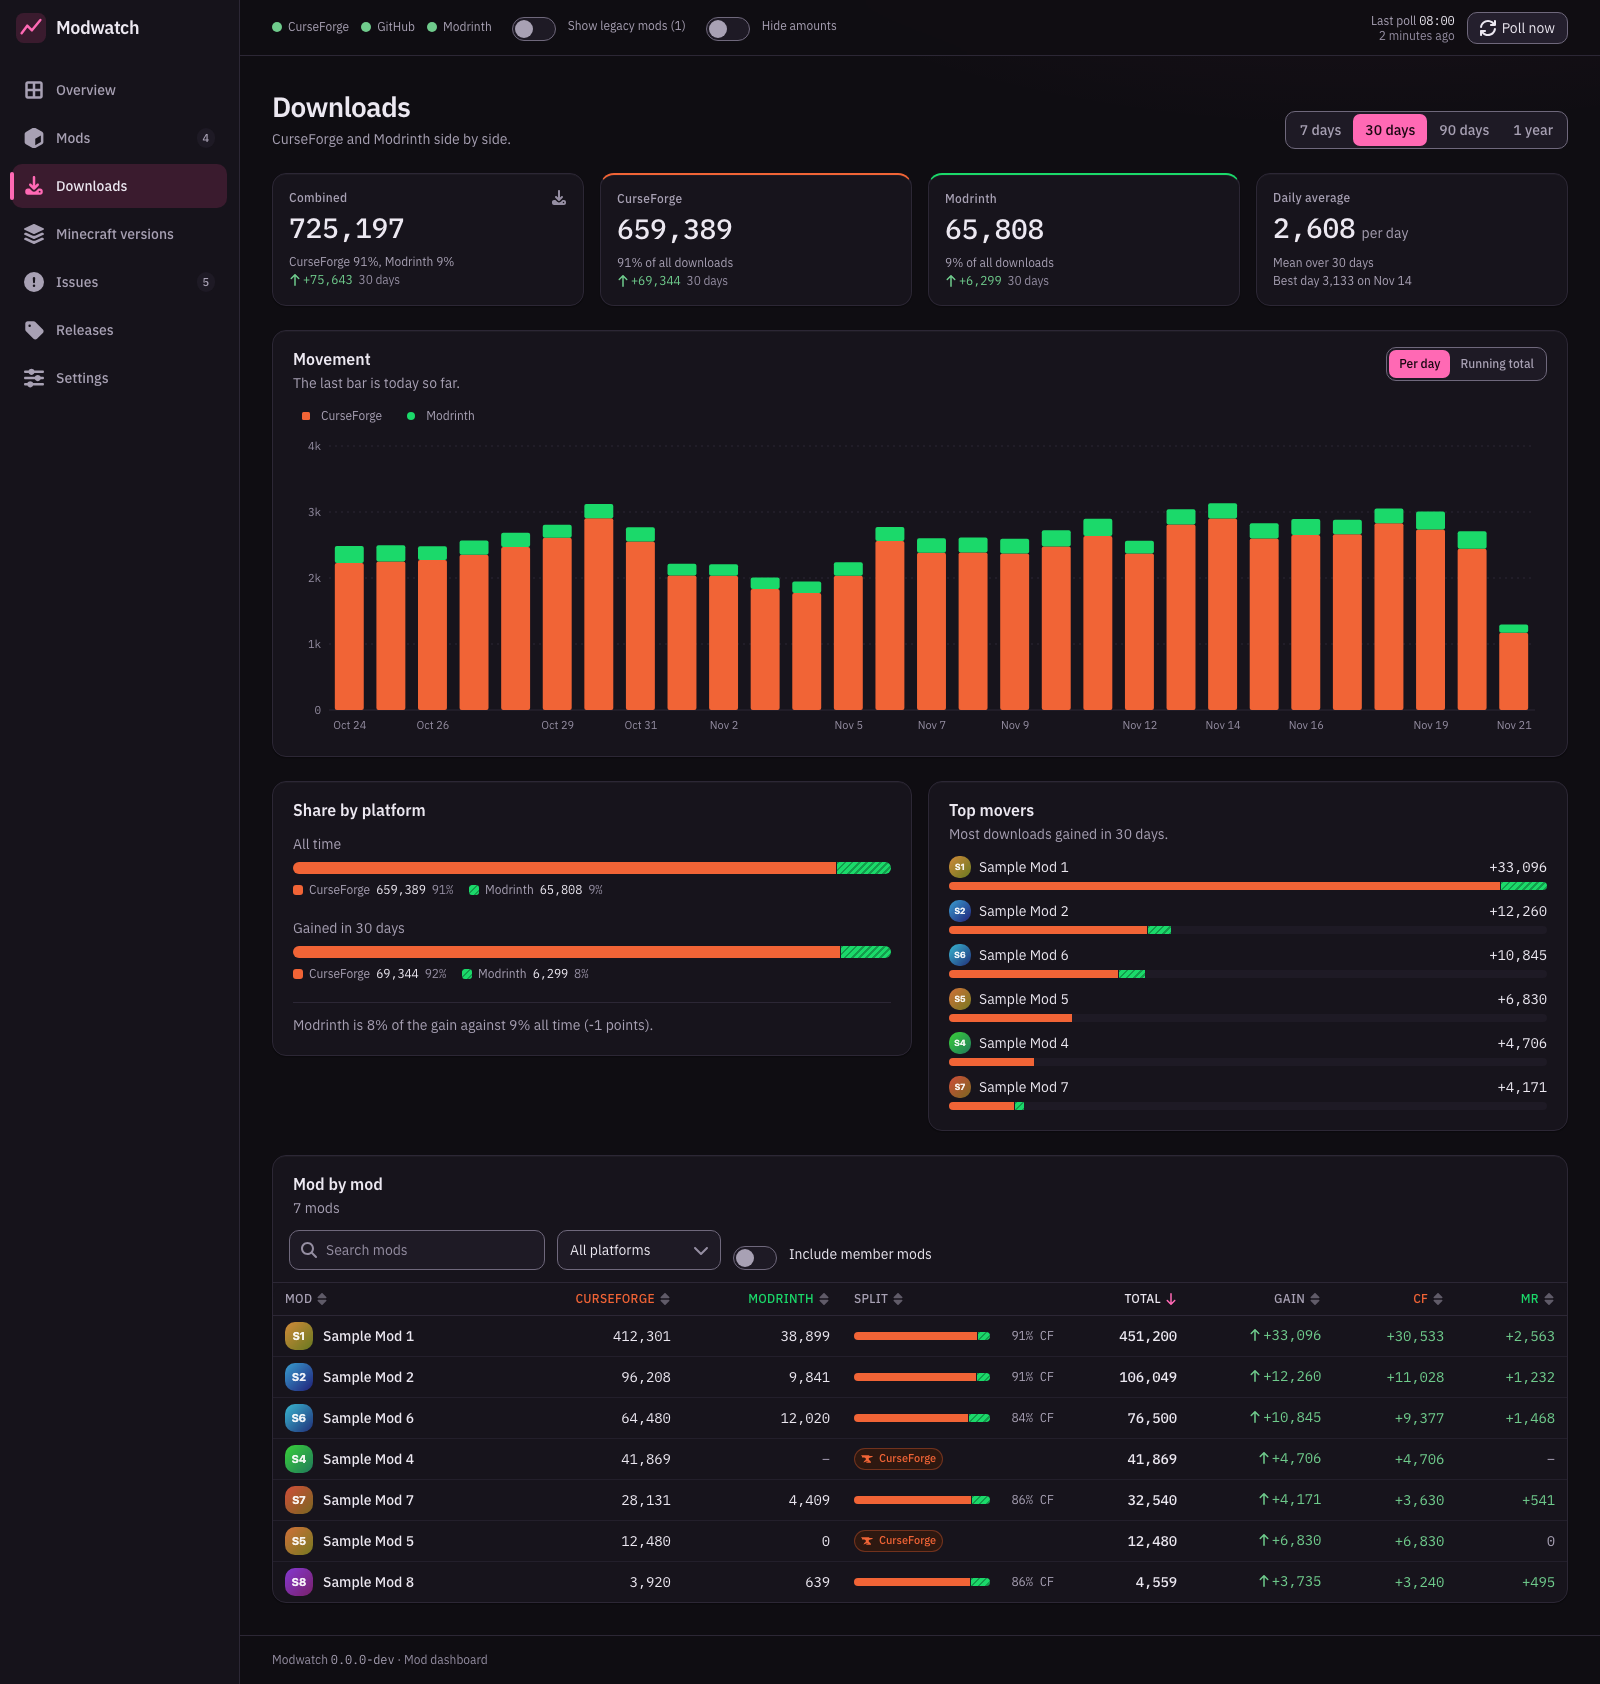 Modwatch
Overview
Mods 4
Downloads
Minecraft versions
Issues 5
Releases
Settings
CurseForge GitHub Modrinth Show legacy mods (1) Hide amounts
Last poll 08:00
2 minutes ago
Poll now
Downloads
CurseForge and Modrinth side by side.
7 days 30 days 90 days 1 year
Combined
725,197
CurseForge 91%, Modrinth 9%
+75,643 30 days
CurseForge
659,389
91% of all downloads
+69,344 30 days
Modrinth
65,808
9% of all downloads
+6,299 30 days
Daily average
2,608 per day
Mean over 30 days
Best day 3,133 on Nov 14
Movement
The last bar is today so far.
Per day Running total
CurseForge Modrinth
4k
3k
2k
1k
0
Oct 24 Oct 26 Oct 29 Oct 31 Nov 2 Nov 5 Nov 7 Nov 9 Nov 12 Nov 14 Nov 16 Nov 19 Nov 21
Share by platform
All time
CurseForge 659,389 91% Modrinth 65,808 9%
Gained in 30 days
CurseForge 69,344 92% Modrinth 6,299 8%
Modrinth is 8% of the gain against 9% all time (-1 points).
Top movers
Most downloads gained in 30 days.
S1 Sample Mod 1 +33,096
S2 Sample Mod 2 +12,260
S6 Sample Mod 6 +10,845
S5 Sample Mod 5 +6,830
S4 Sample Mod 4 +4,706
S7 Sample Mod 7 +4,171
Mod by mod
7 mods
Search mods All platforms Include member mods
MOD CURSEFORGE MODRINTH SPLIT TOTAL GAIN CF MR
S1 Sample Mod 1 412,301 38,899 91% CF 451,200 +33,096 +30,533 +2,563
S2 Sample Mod 2 96,208 9,841 91% CF 106,049 +12,260 +11,028 +1,232
S6 Sample Mod 6 64,480 12,020 84% CF 76,500 +10,845 +9,377 +1,468
S4 Sample Mod 4 41,869 – CurseForge 41,869 +4,706 +4,706 –
S7 Sample Mod 7 28,131 4,409 86% CF 32,540 +4,171 +3,630 +541
S5 Sample Mod 5 12,480 0 CurseForge 12,480 +6,830 +6,830 0
S8 Sample Mod 8 3,920 639 86% CF 4,559 +3,735 +3,240 +495
Modwatch 0.0.0-dev · Mod dashboard